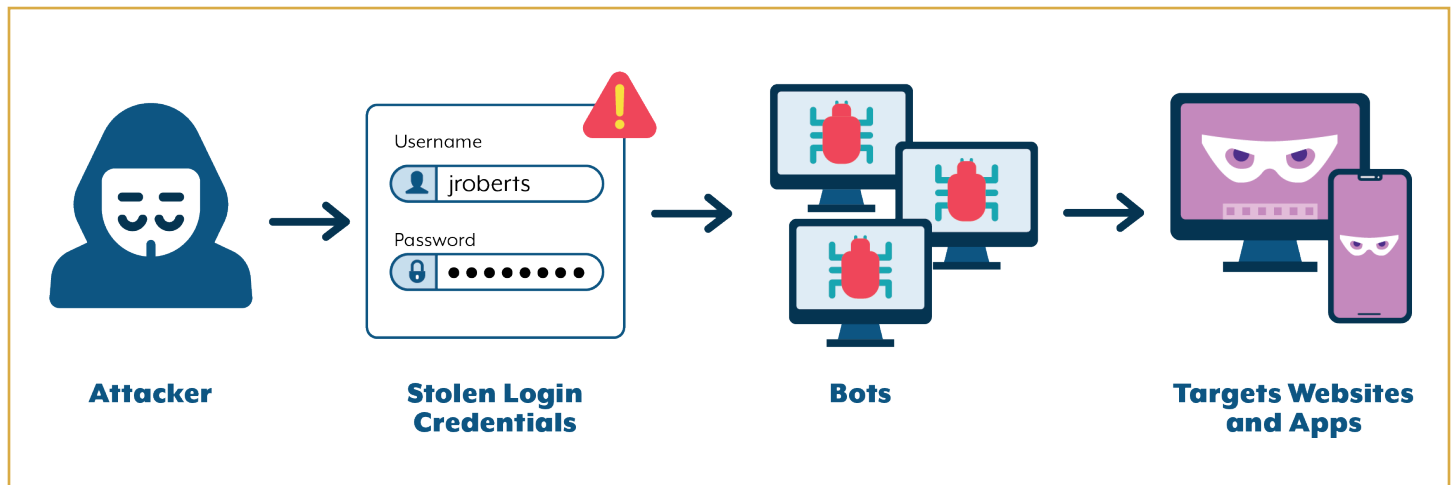 Username
jroberts
Password
Attacker
Stolen Login
Credentials
Bots
Targets Websites
and Apps